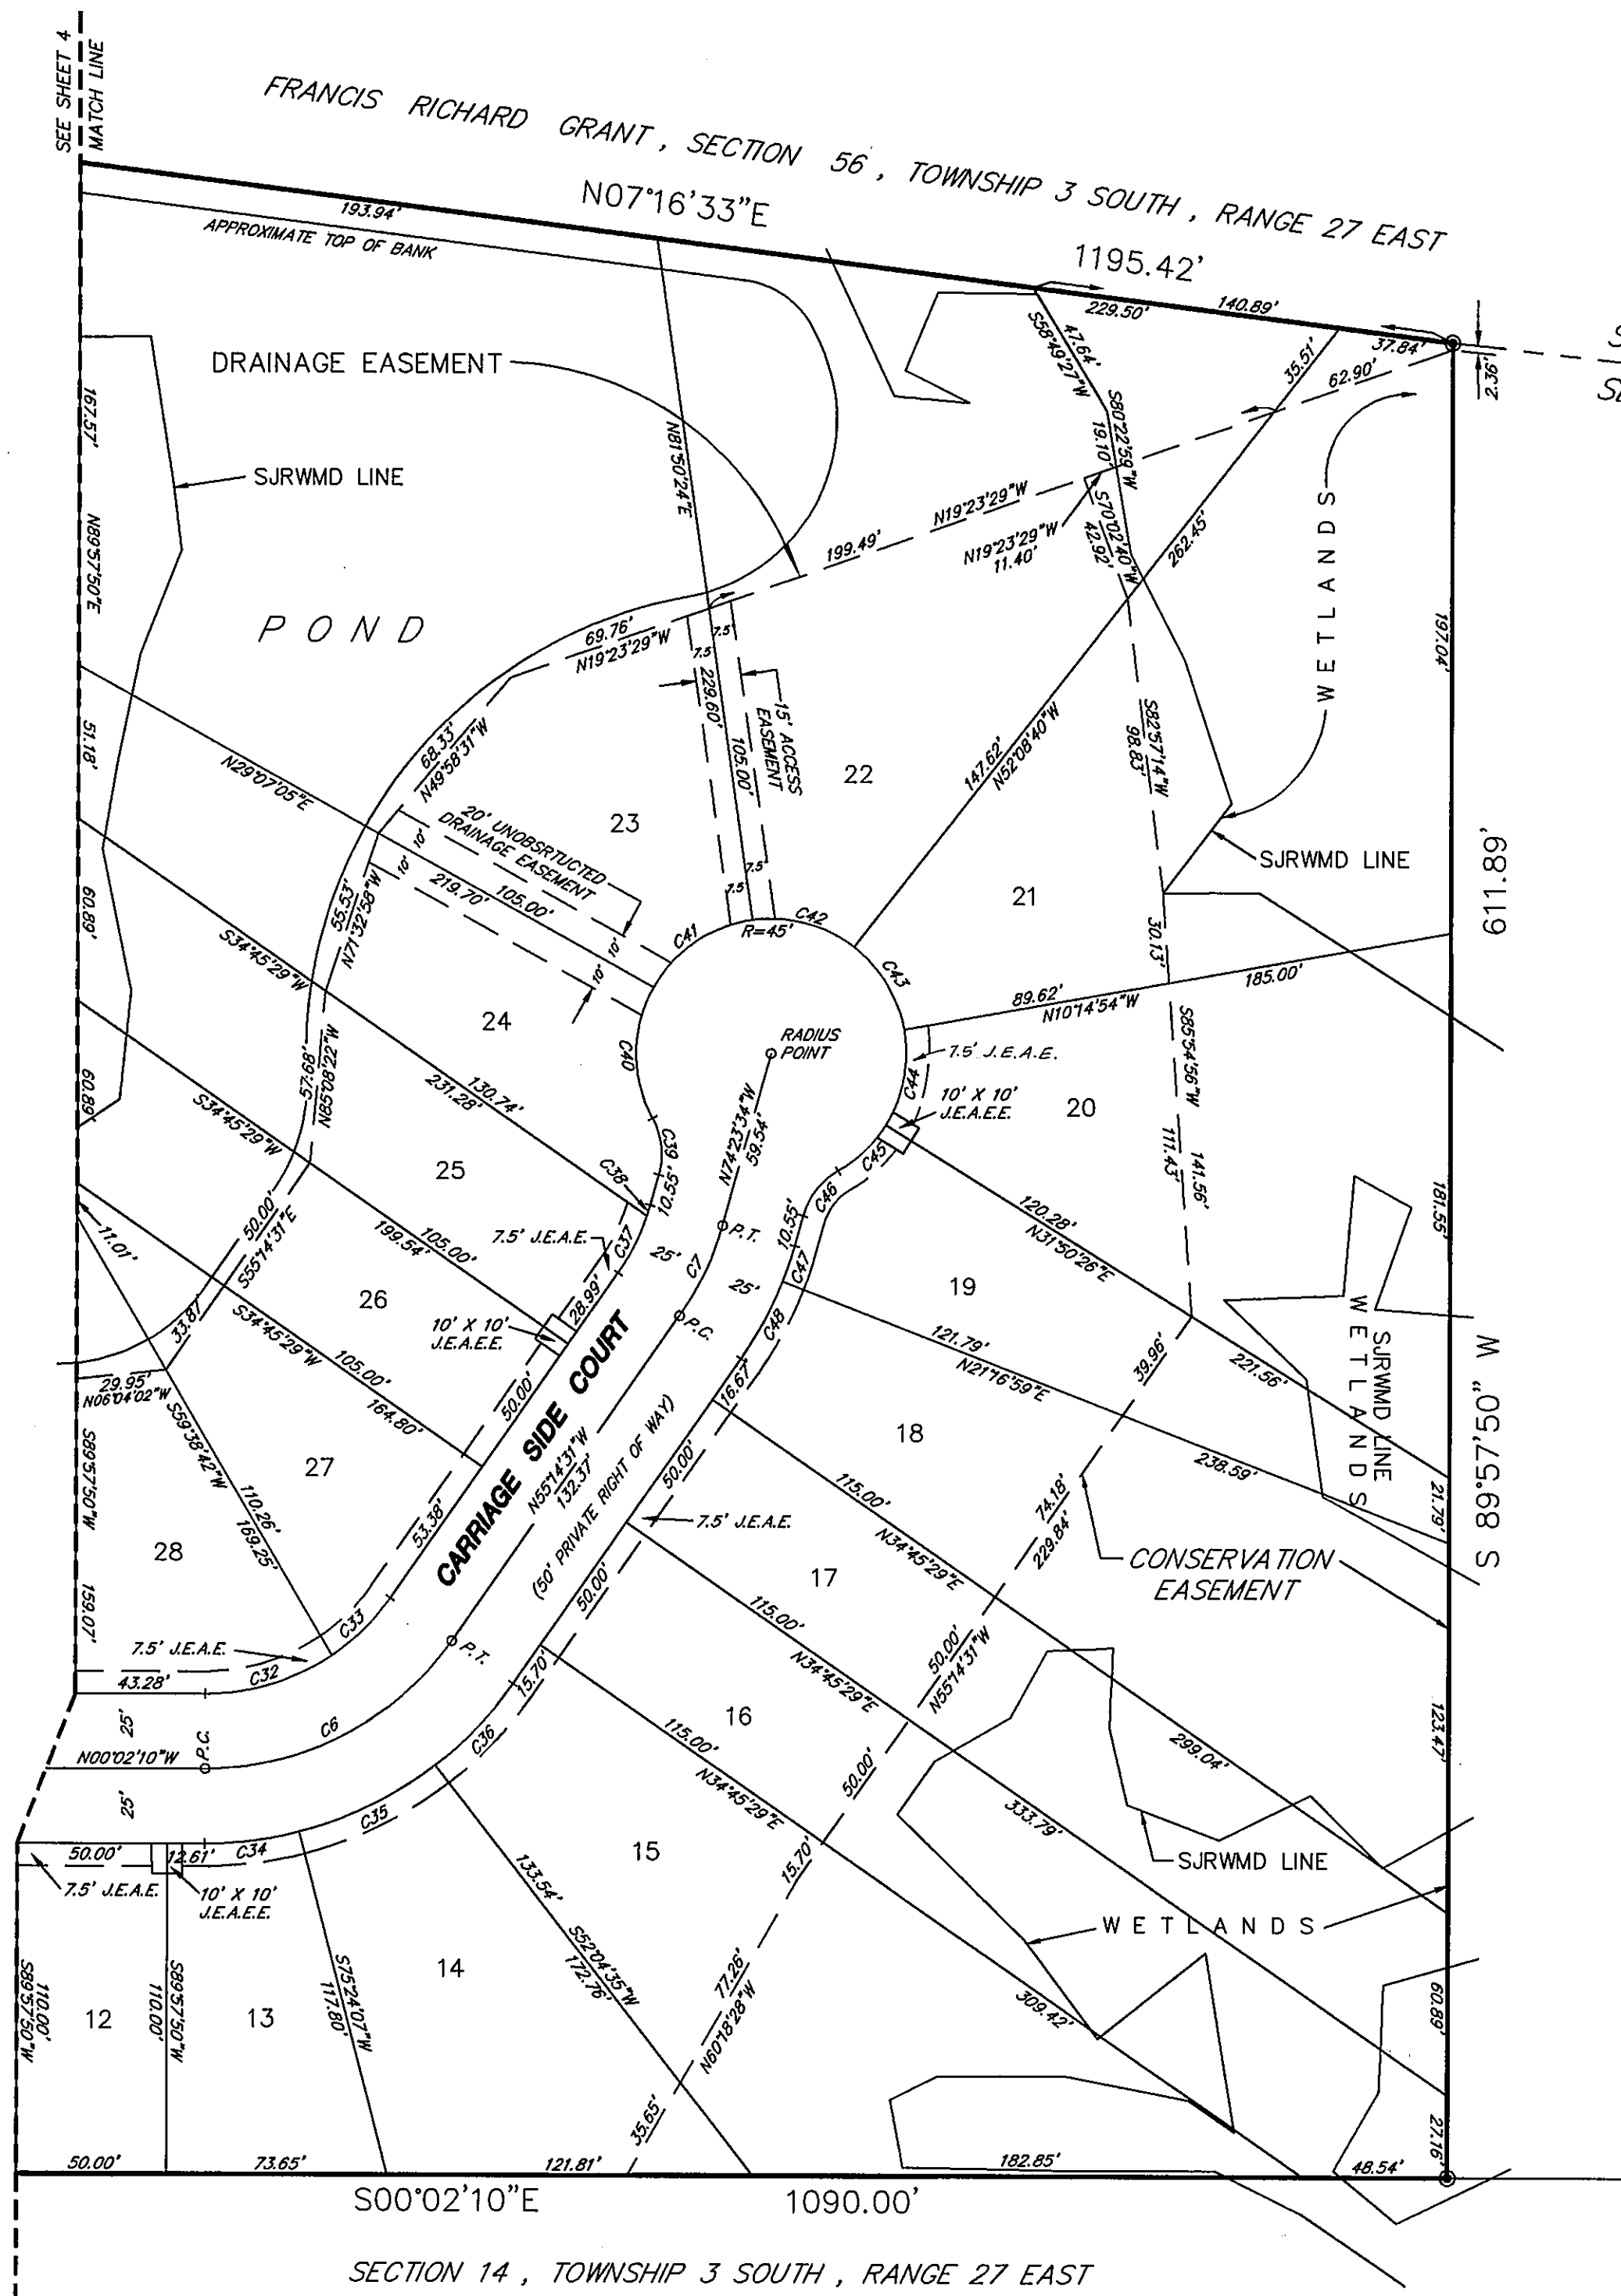 SEE SHEET 4
MATCH LINE
FRANCIS RICHARD GRANT , SECTION 56 , TOWNSHIP 3 SOUTH , RANGE 27 EAST
N07°16'33"E
1195.42'
193.94'
APPROXIMATE TOP OF BANK
229.50'
140.89'
37.84'
2.36'
62.90'
35.51'
47.64'
S58°49'27"W
S80°22'59"W
19.10'
DRAINAGE EASEMENT
167.57'
SJRWMD LINE
N81°50'24"E
N19°23'29"W
199.49'
N19°23'29"W
11.40'
S70°02'40"W
42.92'
262.45'
WETLANDS
N89°57'50"E
POND
69.76'
N19°23'29"W
7.5'
7.5'
229.60'
105.00'
15' ACCESS
EASEMENT
197.04'
68.33'
N49°58'31"W
51.18'
N29°07'05"E
22
147.62'
N52°08'40"W
S82°57'14"W
98.83'
23
20' UNOBSRTUCTED
DRAINAGE EASEMENT
10'
10'
SJRWMD LINE
611.89'
60.89'
55.53'
N71°32'58"W
219.70'
105.00'
7.5'
7.5'
21
S34°45'29"W
C41
R=45'
C42
10'
10'
C43
30.13'
185.00'
89.62'
N10°14'54"W
24
C40
RADIUS
POINT
7.5' J.E.A.E.
S85°54'56"W
60.89'
57.68'
N85°08'22"W
130.74'
231.28'
S34°45'29"W
C44
10' X 10'
J.E.A.E.E.
20
N74°23'34"W
59.54'
25
C39
C38
10.55'
C45
C46
111.43'
141.56'
181.55'
11.01'
50.00'
S55°14'31"E
105.00'
199.54'
7.5' J.E.A.E.
C37
25'
P.T.
10.55'
120.28'
N31°50'26"E
C7
25'
C47
19
26
28.99'
33.87'
S34°45'29"W
10' X 10'
J.E.A.E.E.
P.C.
C48
121.79'
N21°16'59"E
39.96'
221.56'
WETLANDS
SJRWMD LINE
S 89°57'50" W
29.95'
N06°04'02"W
105.00'
164.80'
50.00'
CARRIAGE SIDE COURT
16.67'
S59°38'42"W
18
S89°57'50"W
27
N55°14'31"W
132.37'
(50' PRIVATE RIGHT OF WAY)
50.00'
115.00'
N34°45'29"E
238.59'
21.79'
74.18'
229.84'
110.26'
169.25'
53.38'
7.5' J.E.A.E.
CONSERVATION
EASEMENT
28
159.07'
17
50.00'
115.00'
N34°45'29"E
7.5' J.E.A.E.
C33
C32
43.28'
P.T.
50.00'
N55°14'31"W
15.70'
16
299.04'
123.47'
25'
N00°02'10"W
P.C.
C6
C36
115.00'
N34°45'29"E
50.00'
333.79'
25'
C35
C34
15
15.70'
SJRWMD LINE
50.00'
12.61'
7.5' J.E.A.E.
10' X 10'
J.E.A.E.E.
133.54'
WETLANDS
S52°04'35"W
172.76'
S89°57'50"W
110.00'
S89°57'50"W
110.00'
S75°24'07"W
117.80'
14
12
13
77.26'
N60°18'28"W
309.42'
60.89'
35.65'
27.16'
50.00'
73.65'
121.81'
182.85'
48.54'
S00°02'10"E
1090.00'
SECTION 14 , TOWNSHIP 3 SOUTH , RANGE 27 EAST